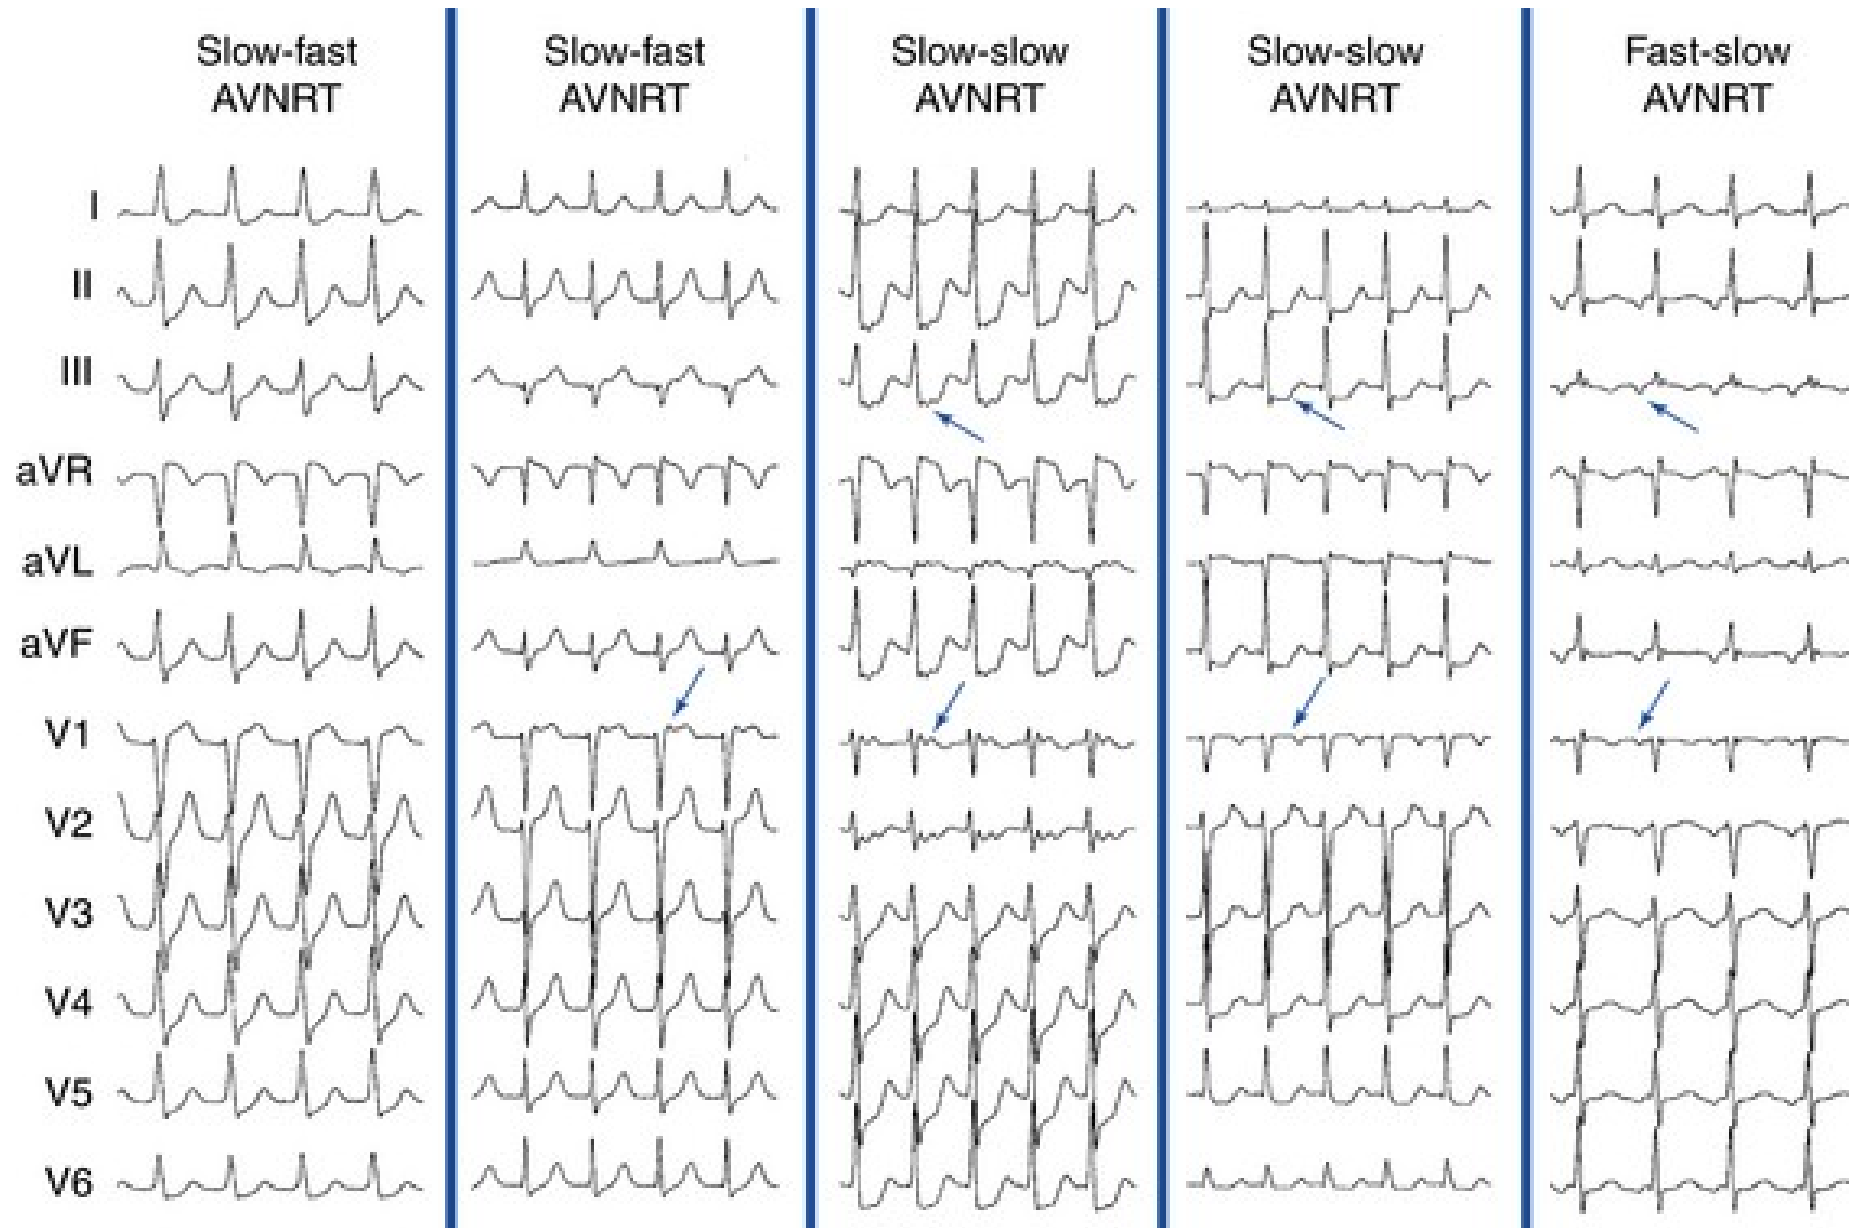 Slow-fast
AVNRT
Slow-fast
AVNRT
Slow-slow
AVNRT
Slow-slow
AVNRT
Fast-slow
AVNRT
I
II
III
aVR
aVL
aVF
V1
V2
V3
V4
V5
V6